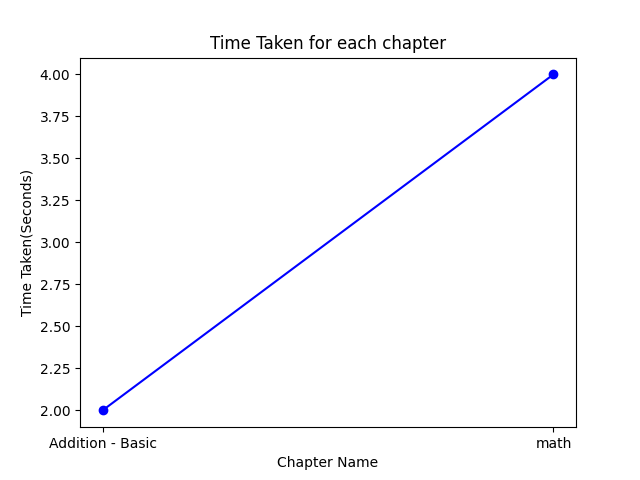 Time Taken for each chapter
4.00
3.75
3.50
3.25
3.00
2.75
2.50
2.25
2.00
Time Taken(Seconds)
Addition - Basic
math
Chapter Name